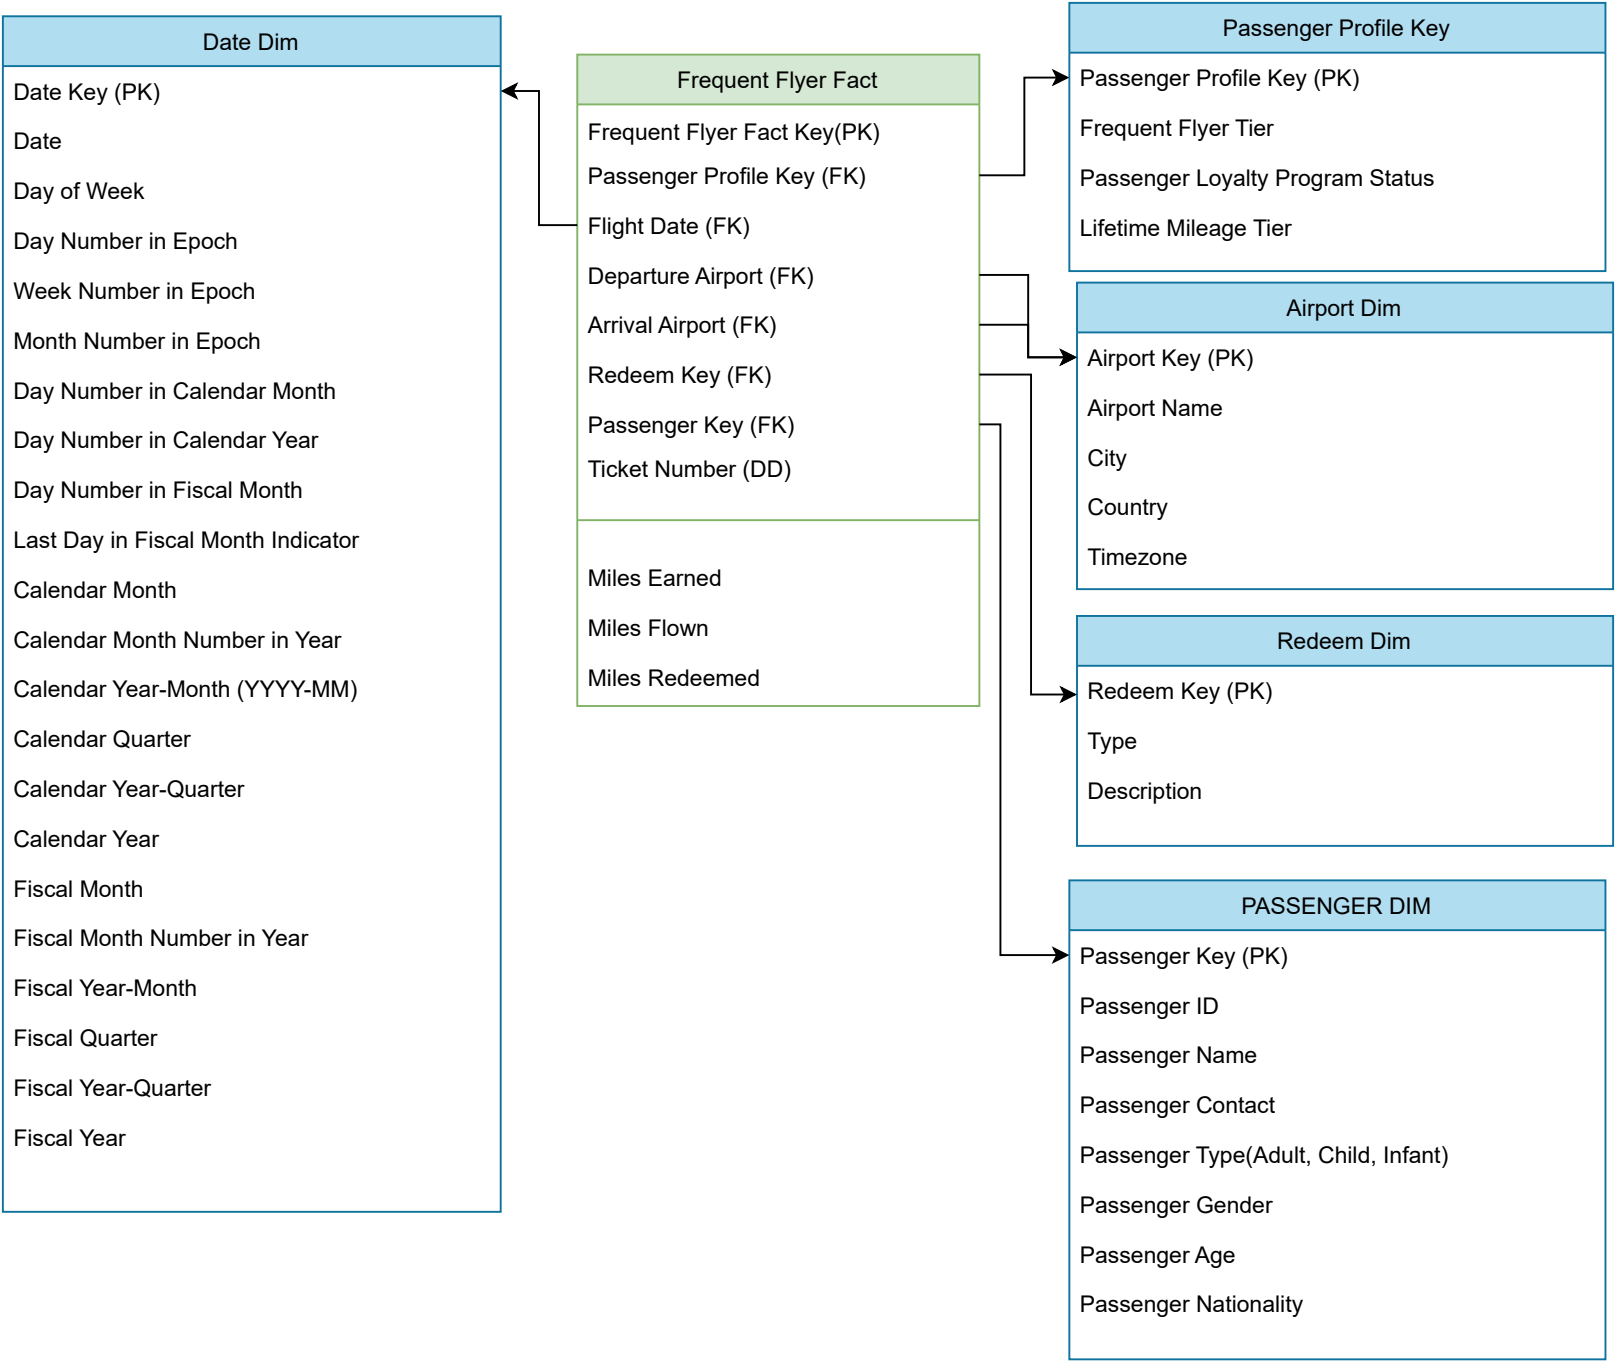 Date Dim
Date Key (PK)
Date
Day of Week
Day Number in Epoch
Week Number in Epoch
Month Number in Epoch
Day Number in Calendar Month
Day Number in Calendar Year
Day Number in Fiscal Month
Last Day in Fiscal Month Indicator
Calendar Month
Calendar Month Number in Year
Calendar Year-Month (YYYY-MM)
Calendar Quarter
Calendar Year-Quarter
Calendar Year
Fiscal Month
Fiscal Month Number in Year
Fiscal Year-Month
Fiscal Quarter
Fiscal Year-Quarter
Fiscal Year
Frequent Flyer Fact
Frequent Flyer Fact Key(PK)
Passenger Profile Key (FK)
Flight Date (FK)
Departure Airport (FK)
Arrival Airport (FK)
Redeem Key (FK)
Passenger Key (FK)
Ticket Number (DD)
Miles Earned
Miles Flown
Miles Redeemed
Passenger Profile Key
Passenger Profile Key (PK)
Frequent Flyer Tier
Passenger Loyalty Program Status
Lifetime Mileage Tier
Airport Dim
Airport Key (PK)
Airport Name
City
Country
Timezone
Redeem Dim
Redeem Key (PK)
Type
Description
PASSENGER DIM
Passenger Key (PK)
Passenger ID
Passenger Name
Passenger Contact
Passenger Type(Adult, Child, Infant)
Passenger Gender
Passenger Age
Passenger Nationality